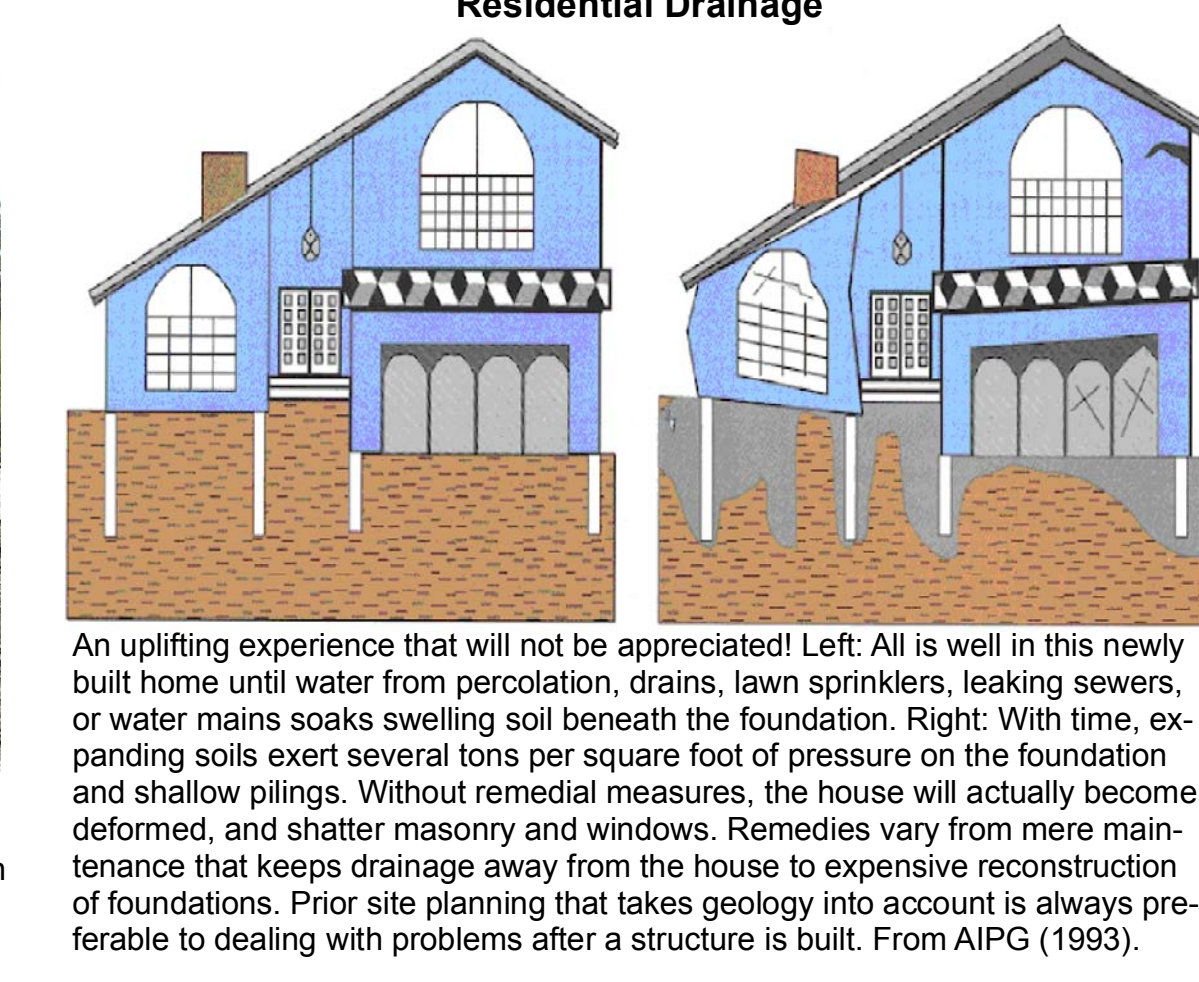 Residential Drainage
An uplifting experience that will not be appreciated! Left: All is well in this newly
built home until water from percolation, drains, lawn sprinklers, leaking sewers,
or water mains soaks swelling soil beneath the foundation. Right: With time, ex-
panding soils exert several tons per square foot of pressure on the foundation
and shallow pilings. Without remedial measures, the house will actually become
deformed, and shatter masonry and windows. Remedies vary from mere main-
tenance that keeps drainage away from the house to expensive reconstruction
of foundations. Prior site planning that takes geology into account is always pre-
ferable to dealing with problems after a structure is built. From AIPG (1993).